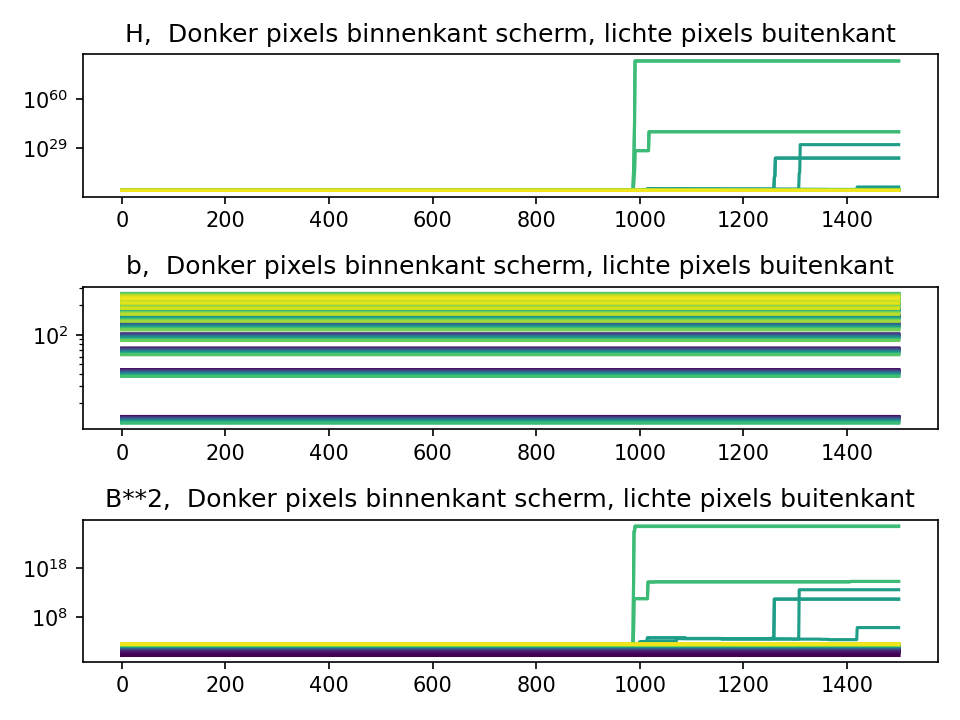 H,  Donker pixels binnenkant scherm, lichte pixels buitenkant
10^60
10^29
0 200 400 600 800 1000 1200 1400
b,  Donker pixels binnenkant scherm, lichte pixels buitenkant
10^2
0 200 400 600 800 1000 1200 1400
B**2,  Donker pixels binnenkant scherm, lichte pixels buitenkant
10^18
10^8
0 200 400 600 800 1000 1200 1400